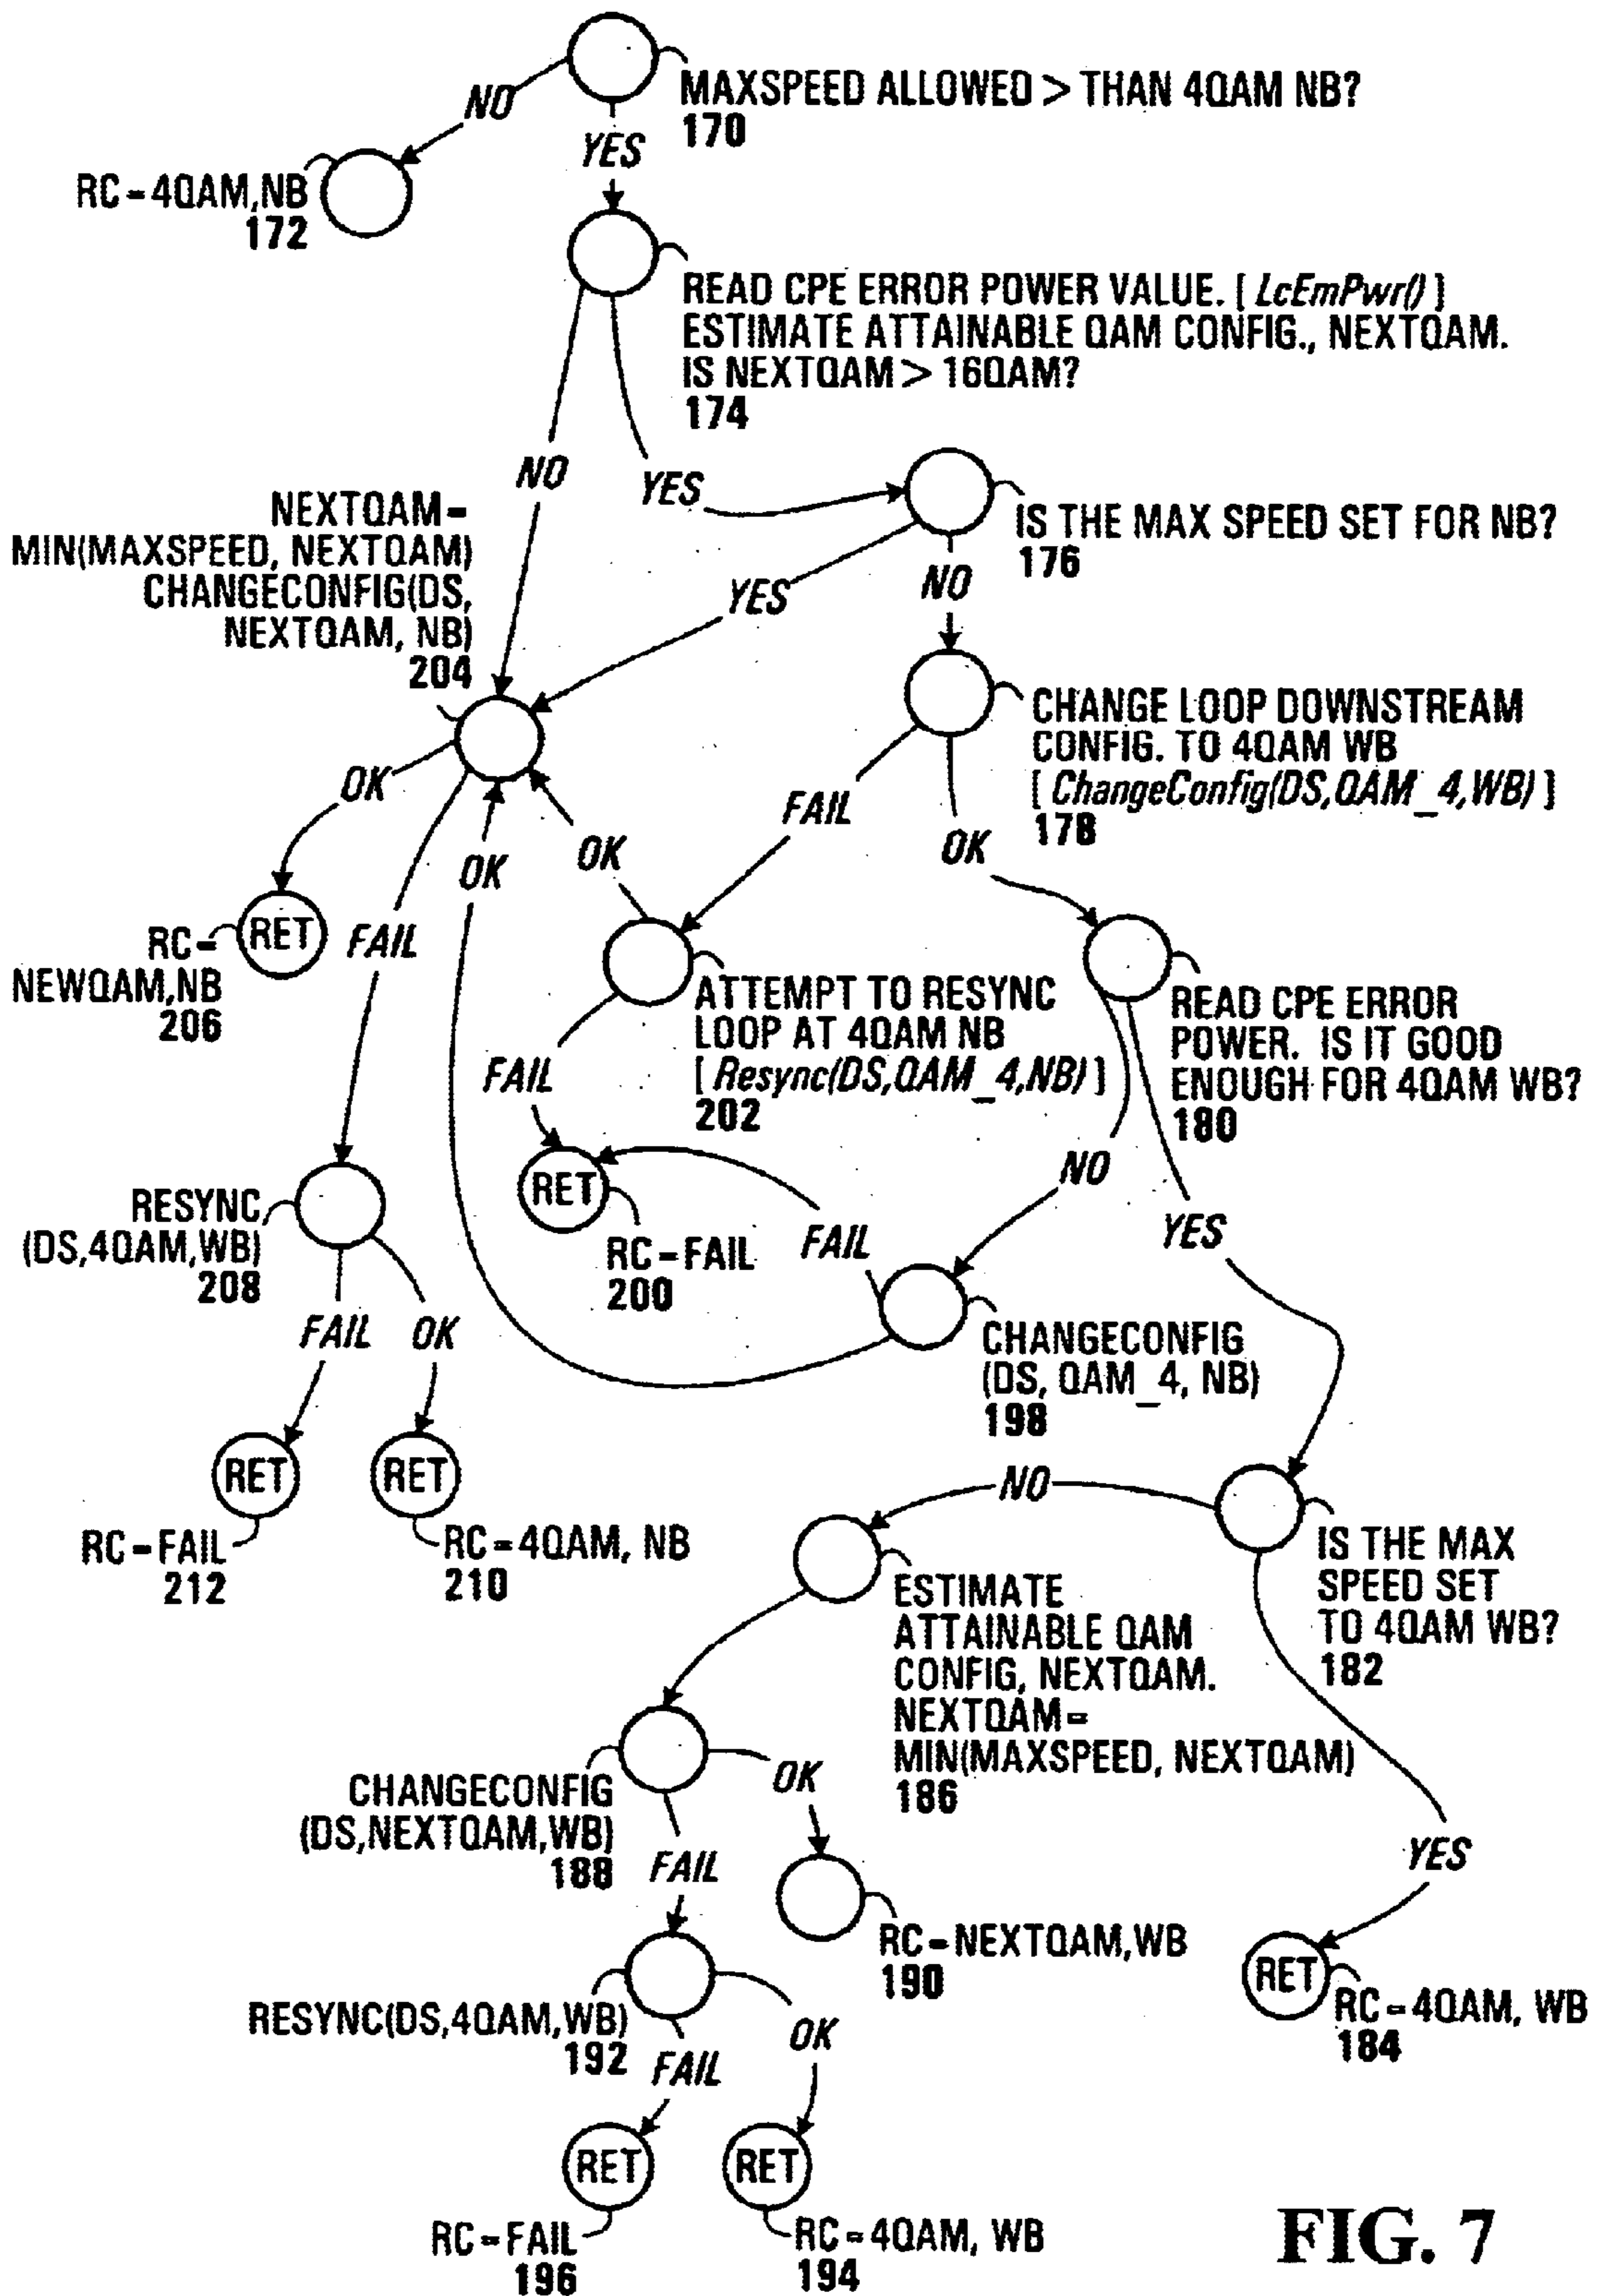 NO
MAXSPEED ALLOWED > THAN 4QAM NB?
170
YES
RC=4QAM,NB
172
READ CPE ERROR POWER VALUE. [LcEmPwr()]
ESTIMATE ATTAINABLE QAM CONFIG., NEXTQAM.
IS NEXTQAM > 16QAM?
174
NO
YES
NEXTQAM=
MIN(MAXSPEED, NEXTQAM)
CHANGECONFIG(DS,
NEXTQAM, NB)
204
IS THE MAX SPEED SET FOR NB?
176
YES
NO
CHANGE LOOP DOWNSTREAM
CONFIG. TO 4QAM WB
[ChangeConfig(DS,QAM_4,WB)]
178
OK
FAIL
OK
OK
OK
RET
RC=
NEWQAM,NB
206
FAIL
ATTEMPT TO RESYNC
LOOP AT 4QAM NB
[Resync(DS,QAM_4,NB)]
202
READ CPE ERROR
POWER. IS IT GOOD
ENOUGH FOR 4QAM WB?
180
FAIL
NO
RET
RC=FAIL
200
FAIL
YES
RESYNC,
(DS,4QAM,WB)
208
FAIL
OK
CHANGECONFIG
(DS, QAM_4, NB)
198
RET
RET
RC=FAIL
212
RC=4QAM, NB
210
NO
IS THE MAX
SPEED SET
TO 4QAM WB?
182
ESTIMATE
ATTAINABLE QAM
CONFIG, NEXTQAM.
NEXTQAM=
MIN(MAXSPEED, NEXTQAM)
186
CHANGECONFIG
(DS,NEXTQAM,WB)
188
OK
FAIL
YES
RC=NEXTQAM,WB
190
RET
RC=4QAM, WB
184
RESYNC(DS,4QAM,WB)
192
OK
FAIL
RET
RET
RC=FAIL
196
RC=4QAM, WB
194
FIG. 7